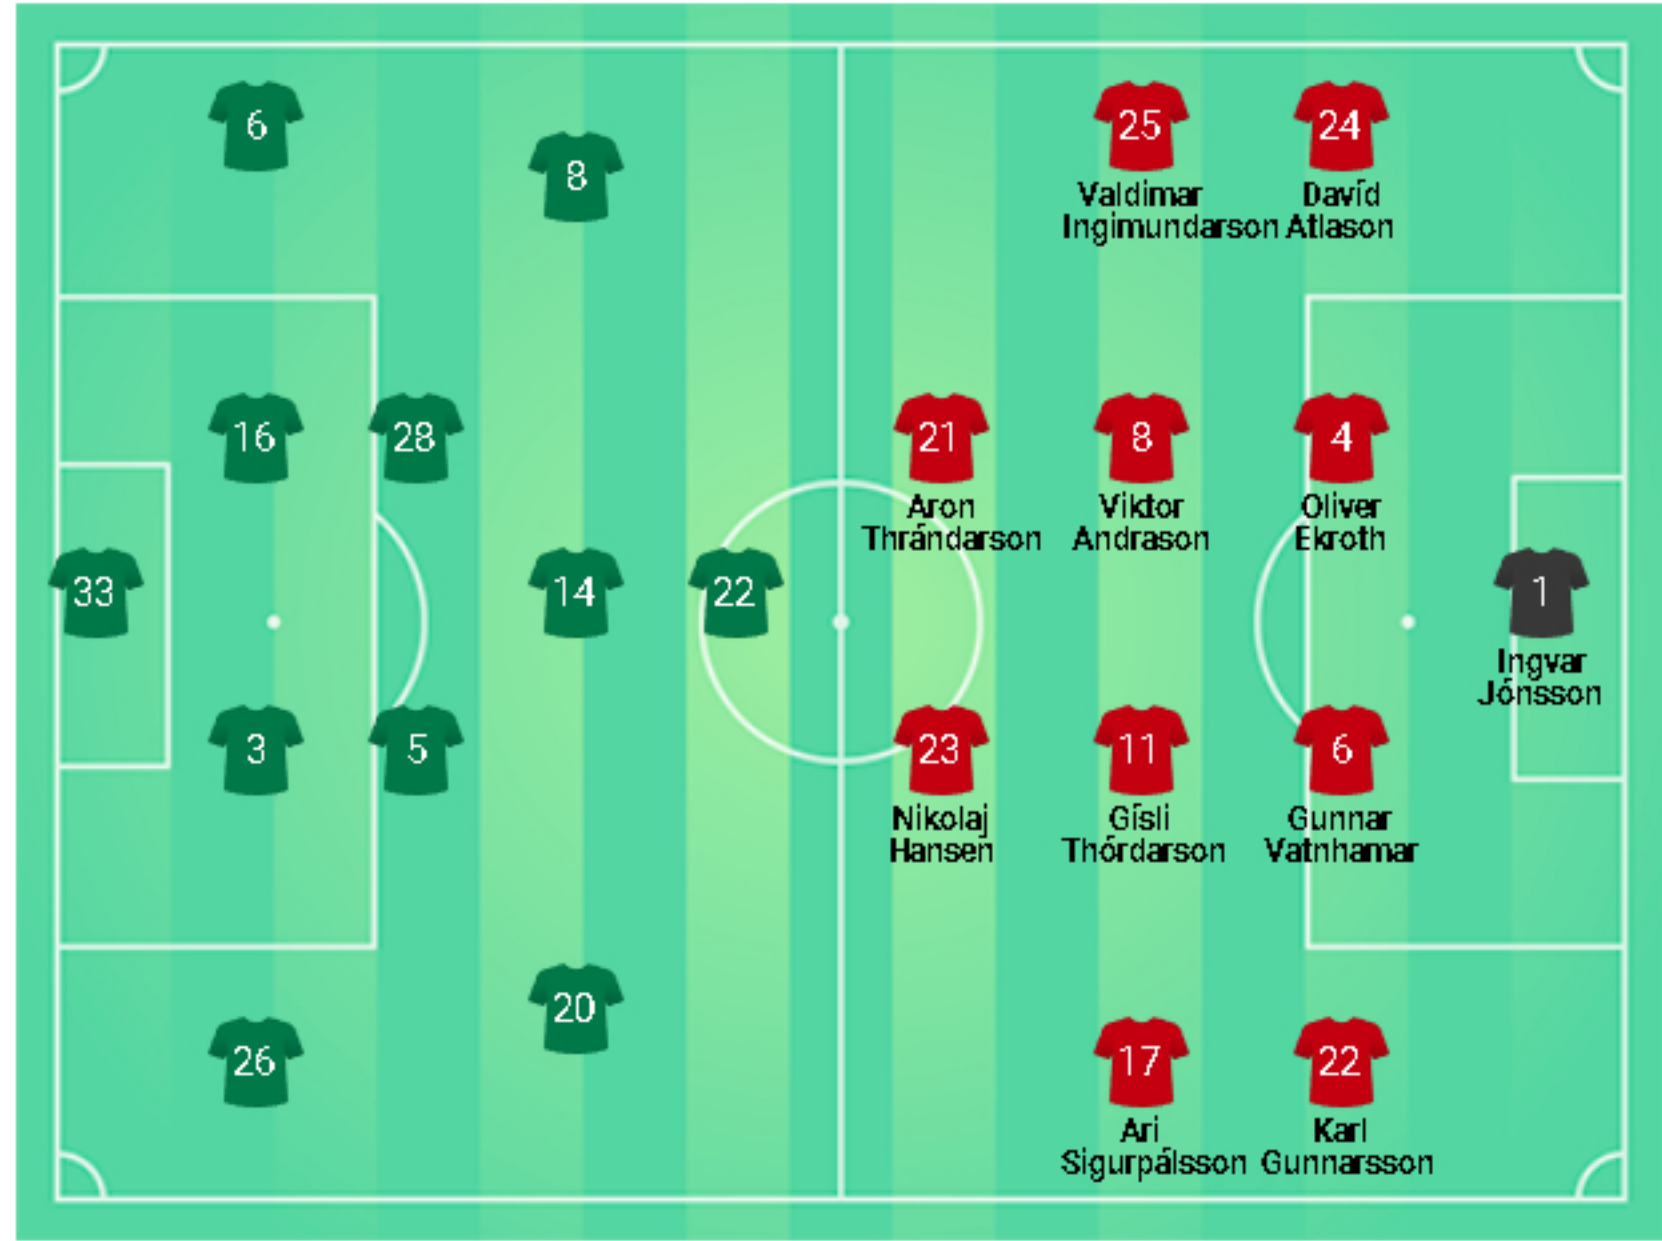 6
8
25
24
Valdimar
Ingimundarson
Davíd
Atlason
16
28
21
8
4
Aron
Thrándarson
Viktor
Andrason
Oliver
Ekroth
33
14
22
1
Ingvar
Jónsson
3
5
23
11
6
Nikolaj
Hansen
Gísli
Thórdarson
Gunnar
Vatnhamar
26
20
17
22
Ari
Sigurpálsson
Karl
Gunnarsson